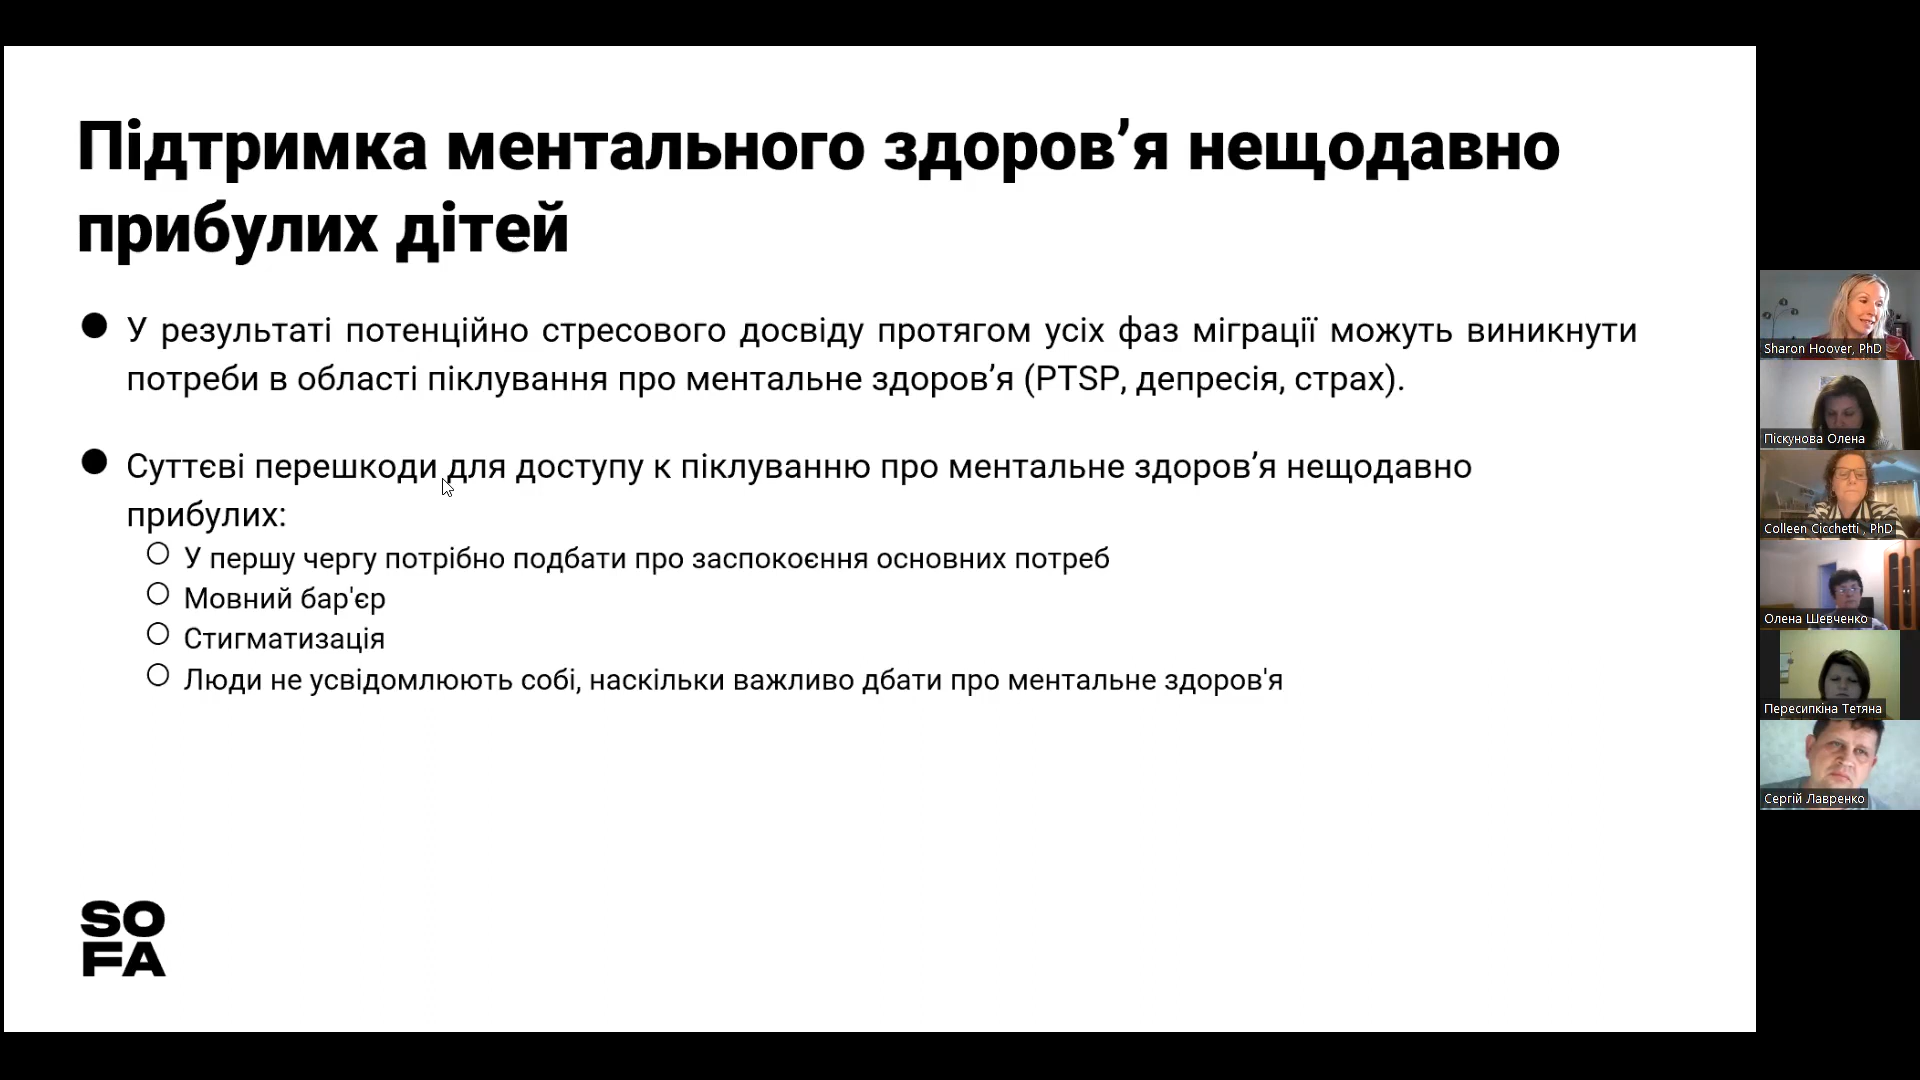 Підтримка ментального здоров’я нещодавно
прибулих дітей
● У результаті потенційно стресового досвіду протягом усіх фаз міграції можуть виникнути
потреби в області піклування про ментальне здоров’я (PTSP, депресія, страх).
● Суттєві перешкоди для доступу к піклуванню про ментальне здоров’я нещодавно
прибулих:
○ У першу чергу потрібно подбати про заспокоєння основних потреб
○ Мовний бар'єр
○ Стигматизація
○ Люди не усвідомлюють собі, наскільки важливо дбати про ментальне здоров'я
SO
FA
Sharon Hoover, PhD
Піскунова Олена
Colleen Cicchetti , PhD
Олена Шевченко
Пересипкіна Тетяна
Сергій Лавренко